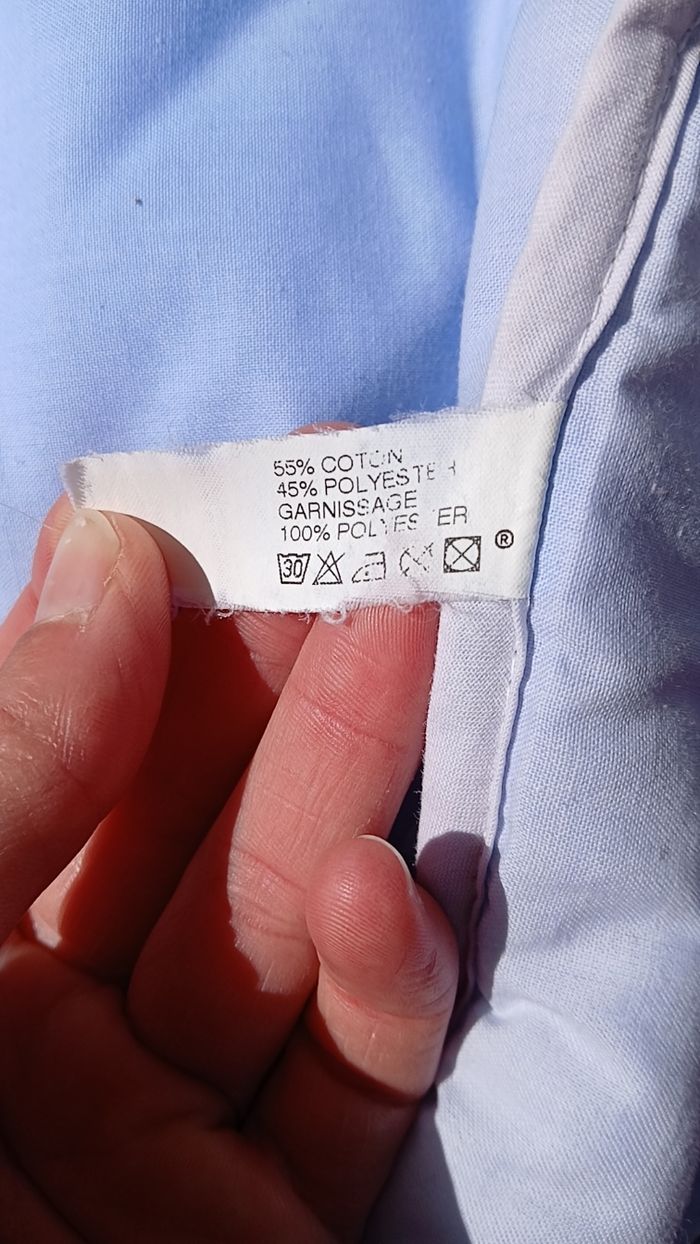 55% COTON
45% POLYESTER
GARNISSAGE
100% POLYESTER
30 ®